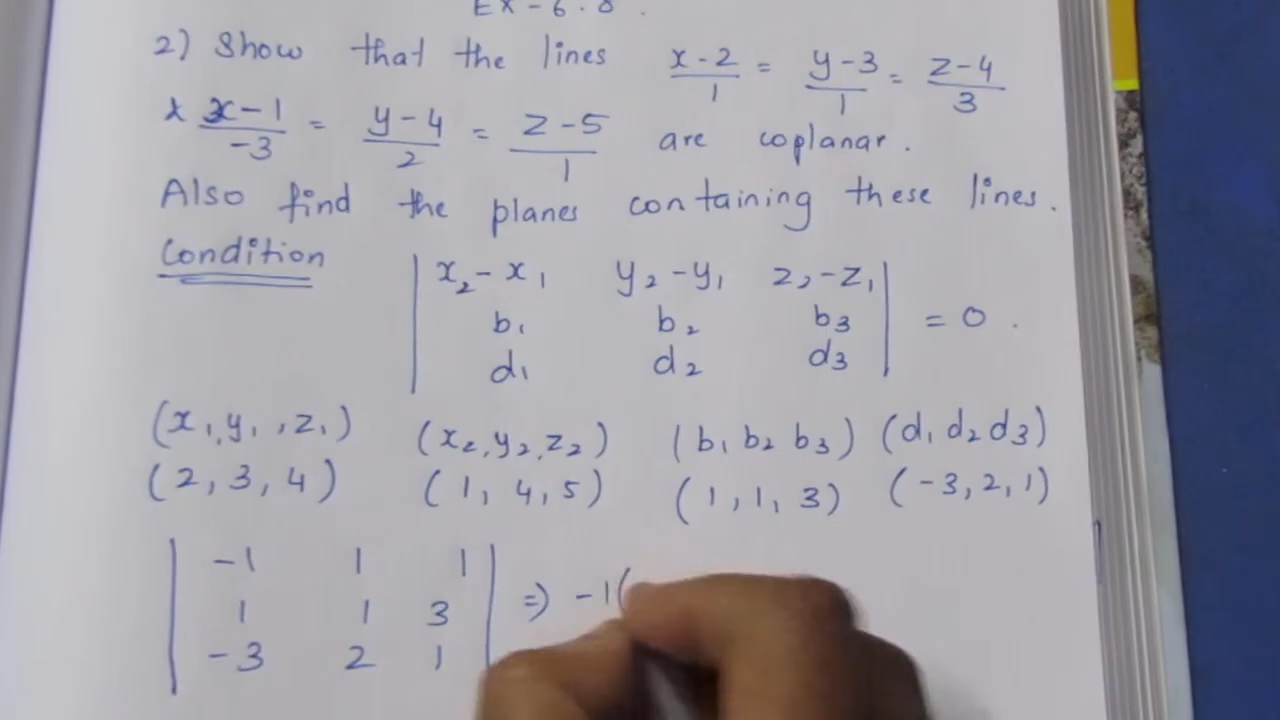 Ex-6.8.
2) Show that the lines x-2/1 = y-3/1 = z-4/3
& x-1/-3 = y-4/2 = z-5/1 are coplanar.
Also find the planes containing these lines.
Condition
| x₂-x₁ y₂-y₁ z₂-z₁ |
| b₁ b₂ b₃ | = 0.
| d₁ d₂ d₃ |
(x₁,y₁,,z₁) (x₂,y₂,z₂) (b₁ b₂ b₃) (d₁ d₂ d₃)
(2,3,4) (1,4,5) (1,1,3) (-3,2,1)
| -1 1 1 |
| 1 1 3 | => -1(
| -3 2 1 |